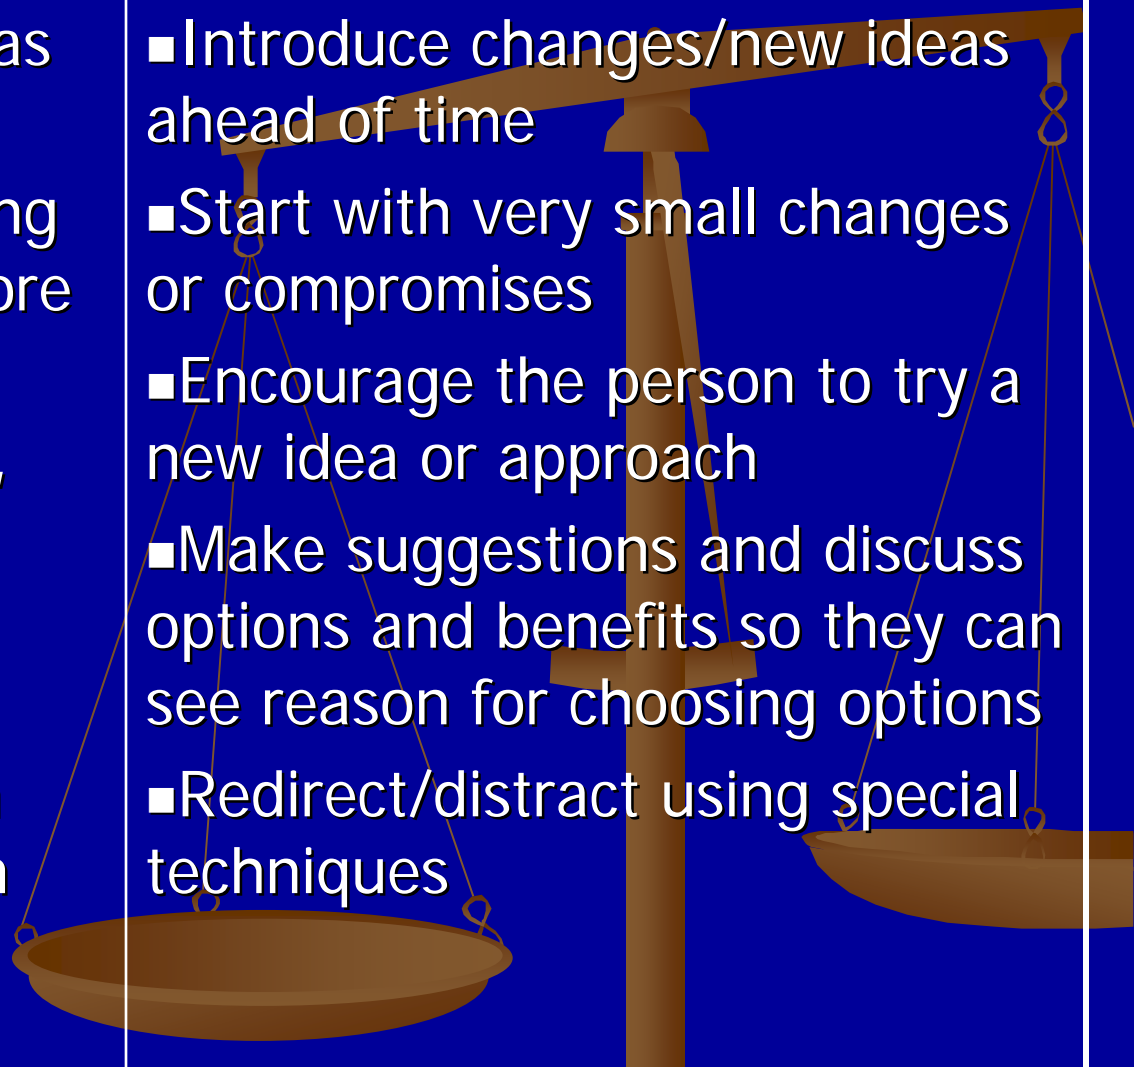 as
■Introduce changes/new ideas
ahead of time
■Start with very small changes
or compromises
■Encourage the person to try a
new idea or approach
■Make suggestions and discuss
options and benefits so they can
see reason for choosing options
■Redirect/distract using special
techniques